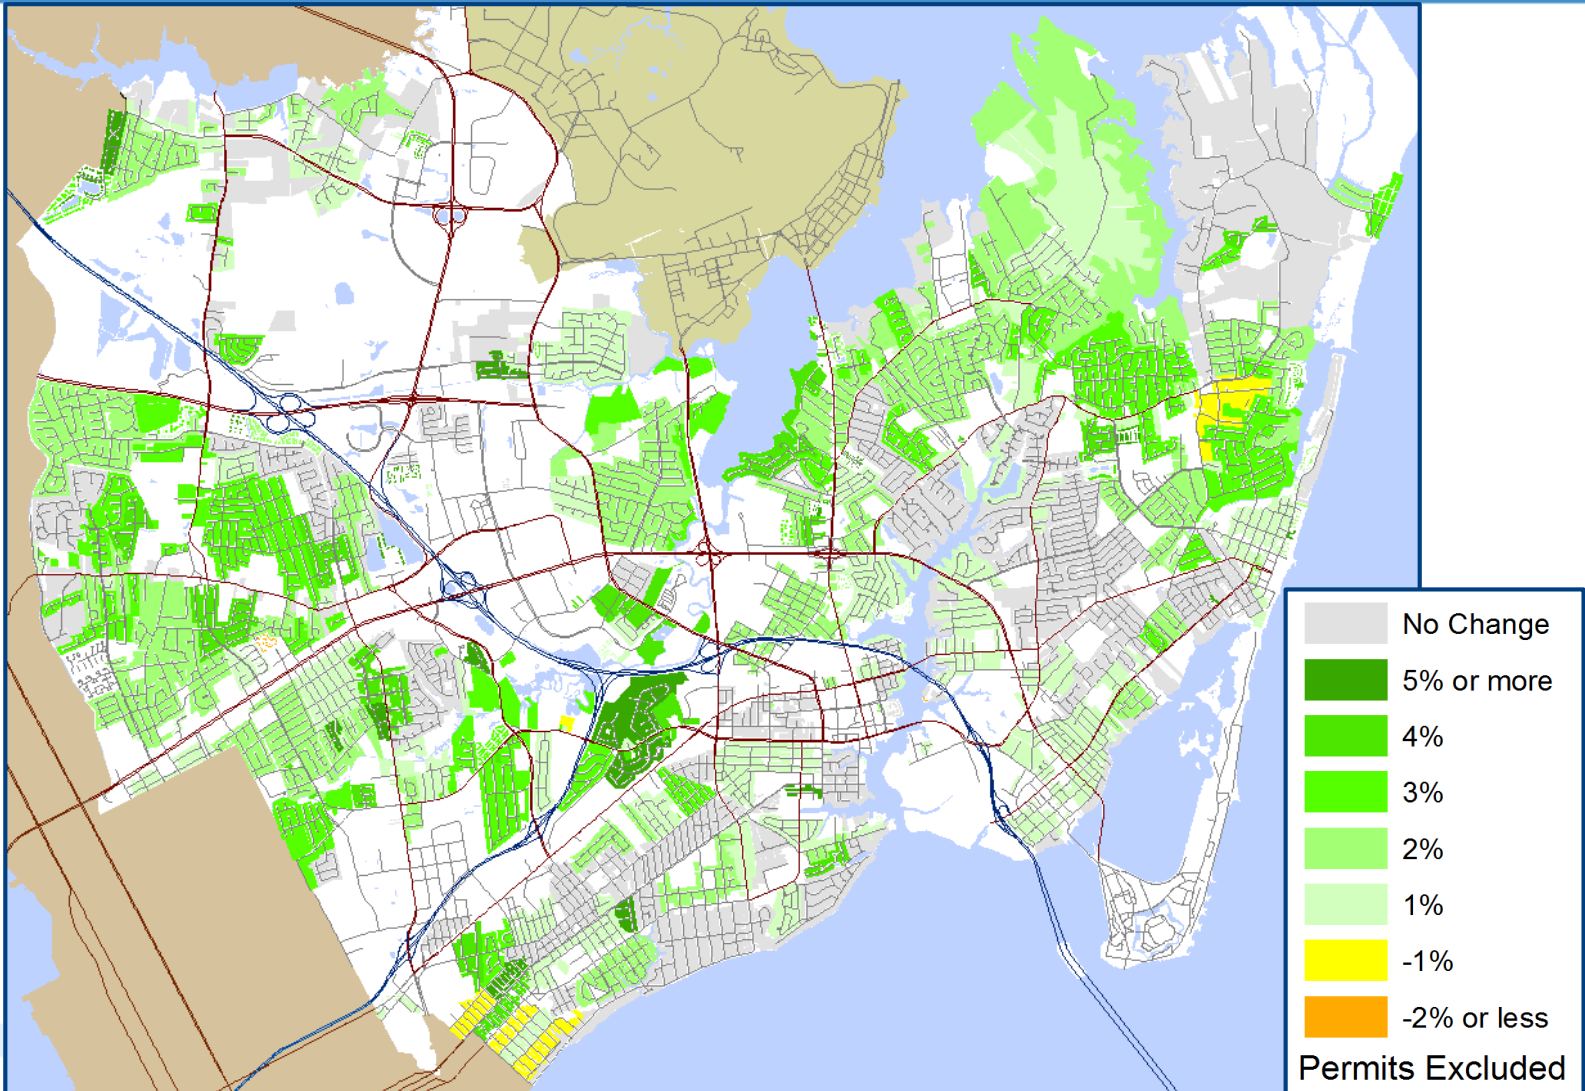 No Change
5% or more
4%
3%
2%
1%
-1%
-2% or less
Permits Excluded